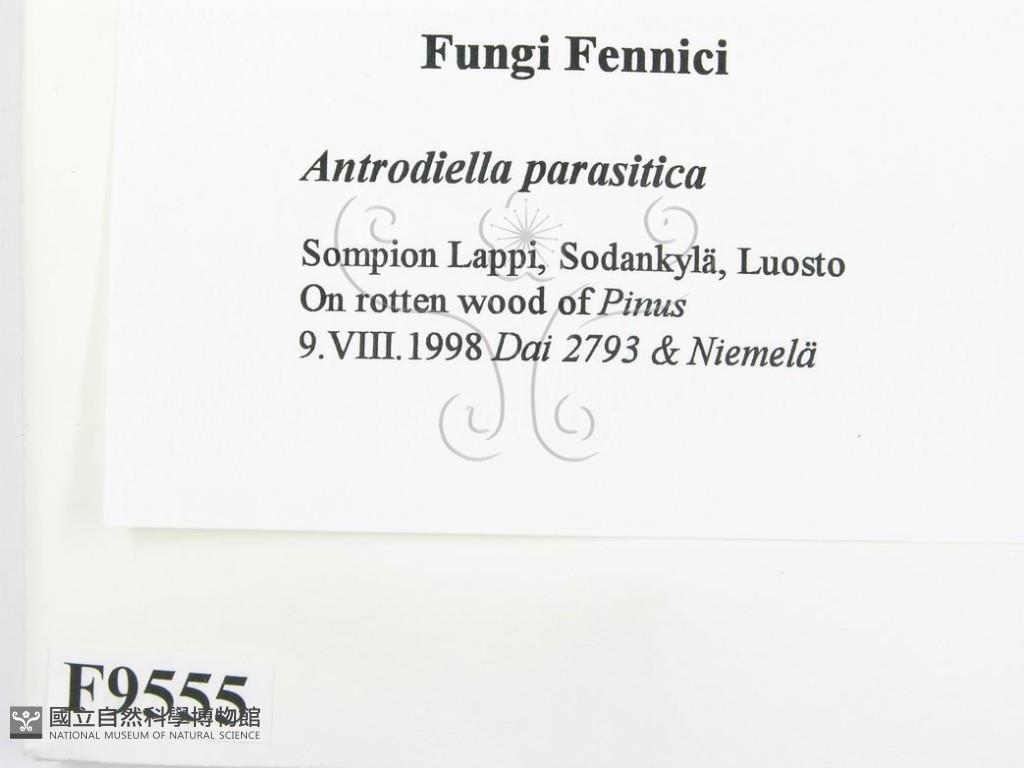 Fungi Fennici
Antrodiella parasitica
Sompion Lappi, Sodankylä, Luosto
On rotten wood of Pinus
9.VIII.1998 Dai 2793 & Niemelä
F9555
國立自然科學博物館
NATIONAL MUSEUM OF NATURAL SCIENCE